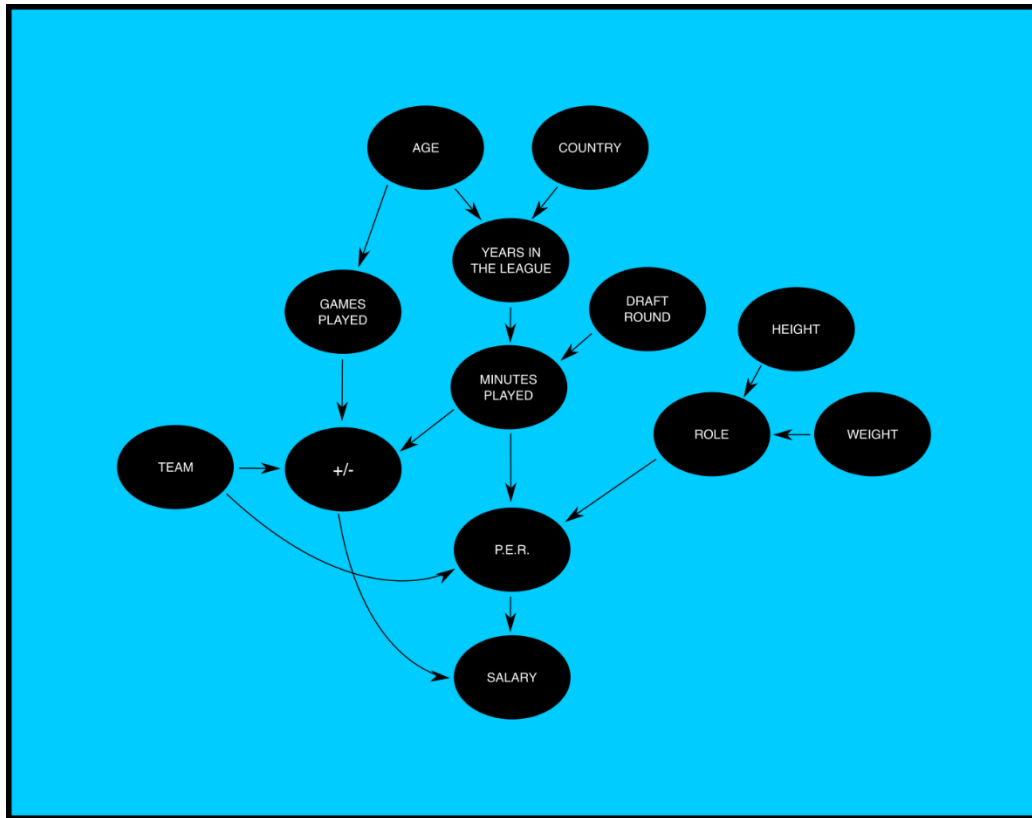 AGE
COUNTRY
YEARS IN
THE LEAGUE
GAMES
PLAYED
DRAFT
ROUND
HEIGHT
MINUTES
PLAYED
ROLE
WEIGHT
TEAM
+/-
P.E.R.
SALARY